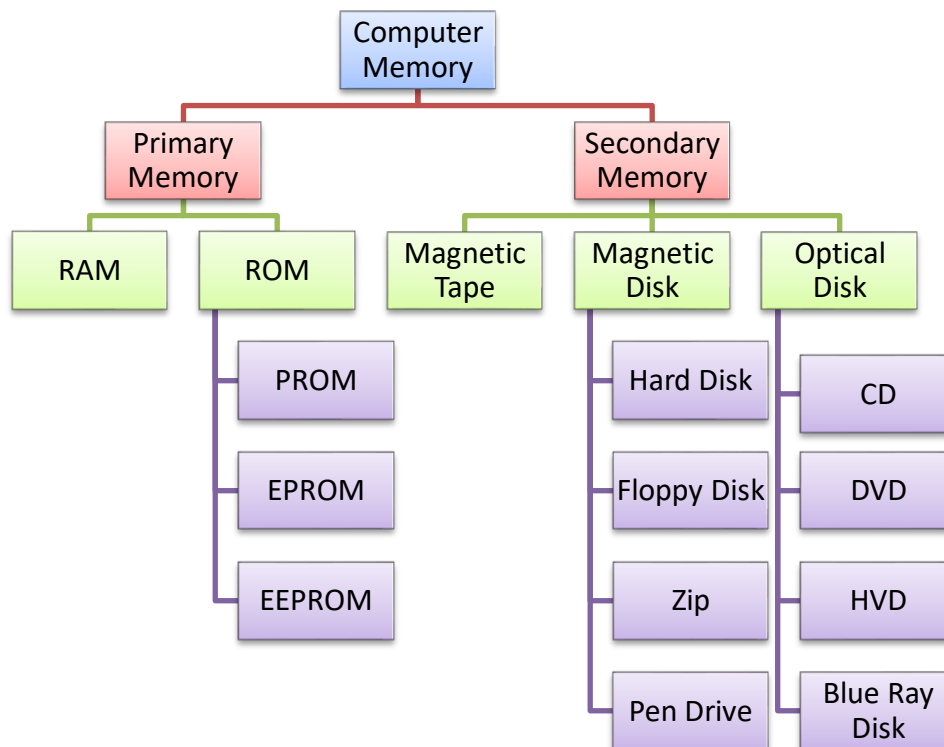 Computer
Memory
Primary
Memory
Secondary
Memory
RAM
ROM
Magnetic
Tape
Magnetic
Disk
Optical
Disk
PROM
EPROM
EEPROM
Hard Disk
Floppy Disk
Zip
Pen Drive
CD
DVD
HVD
Blue Ray
Disk